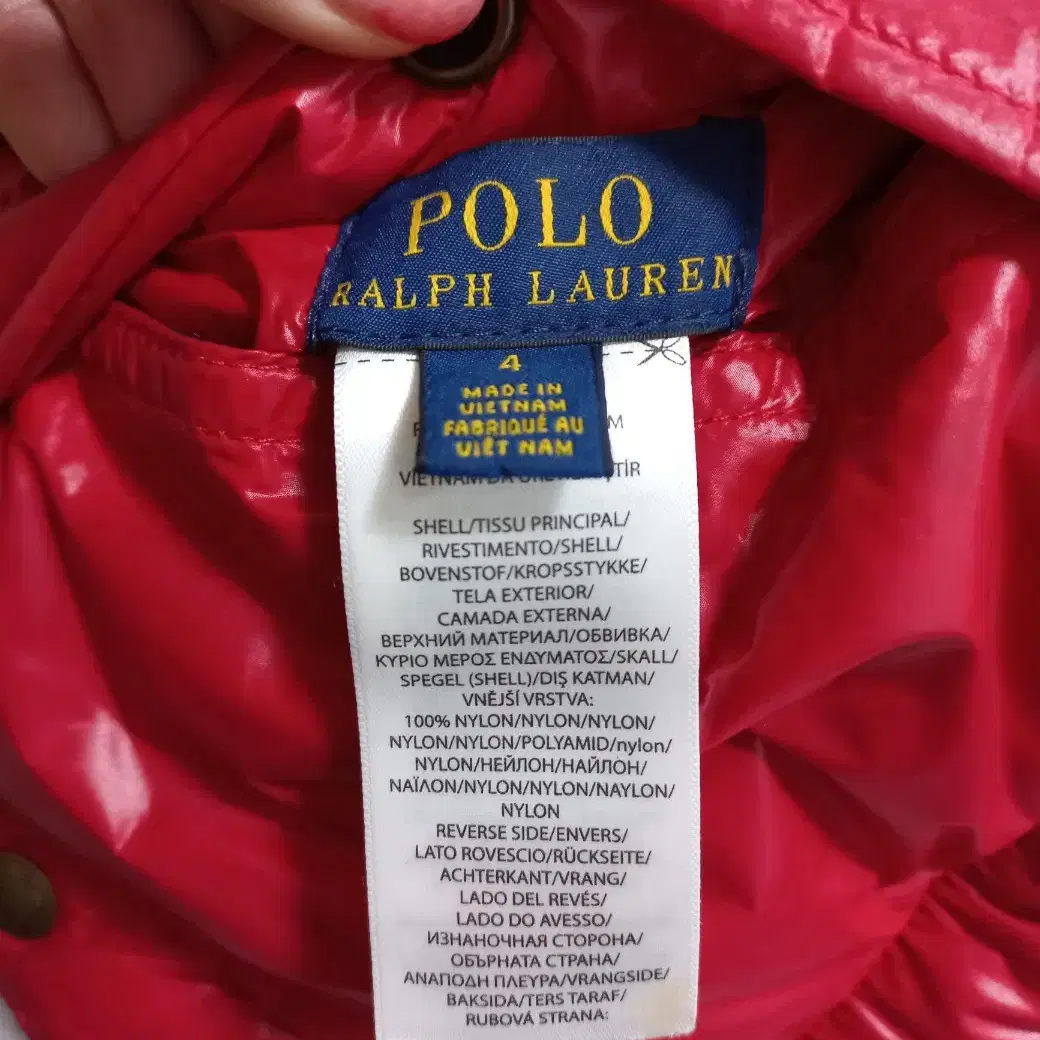 POLO
RALPH LAUREN
4
MADE IN
VIETNAM
FABRIQUÉ AU
VIÊT NAM
SHELL/TISSU PRINCIPAL/
RIVESTIMENTO/SHELL/
BOVENSTOF/KROPSSTYKKE/
TELA EXTERIOR/
CAMADA EXTERNA/
ВЕРХНИЙ МАТЕРИАЛ/ОБВИВКА/
ΚΥΡΙΟ ΜΕΡΟΣ ΕΝΔΥΜΑΤΟΣ/SKALL/
SPEGEL (SHELL)/DIŞ KATMAN/
VNĚJŠÍ VRSTVA:
100% NYLON/NYLON/NYLON/
NYLON/NYLON/POLYAMID/nylon/
NYLON/НЕЙЛОН/НАЙЛОН/
ΝΑΪΛΟΝ/NYLON/NYLON/NAYLON/
NYLON
REVERSE SIDE/ENVERS/
LATO ROVESCIO/RÜCKSEITE/
ACHTERKANT/VRANG/
LADO DEL REVÉS/
LADO DO AVESSO/
ИЗНАНОЧНАЯ СТОРОНА/
ОБЪРНАТА СТРАНА/
ΑΝΑΠΟΔΗ ΠΛΕΥΡΑ/VRANGSIDE/
BAKSIDA/TERS TARAF/
RUBOVÁ STRANA: